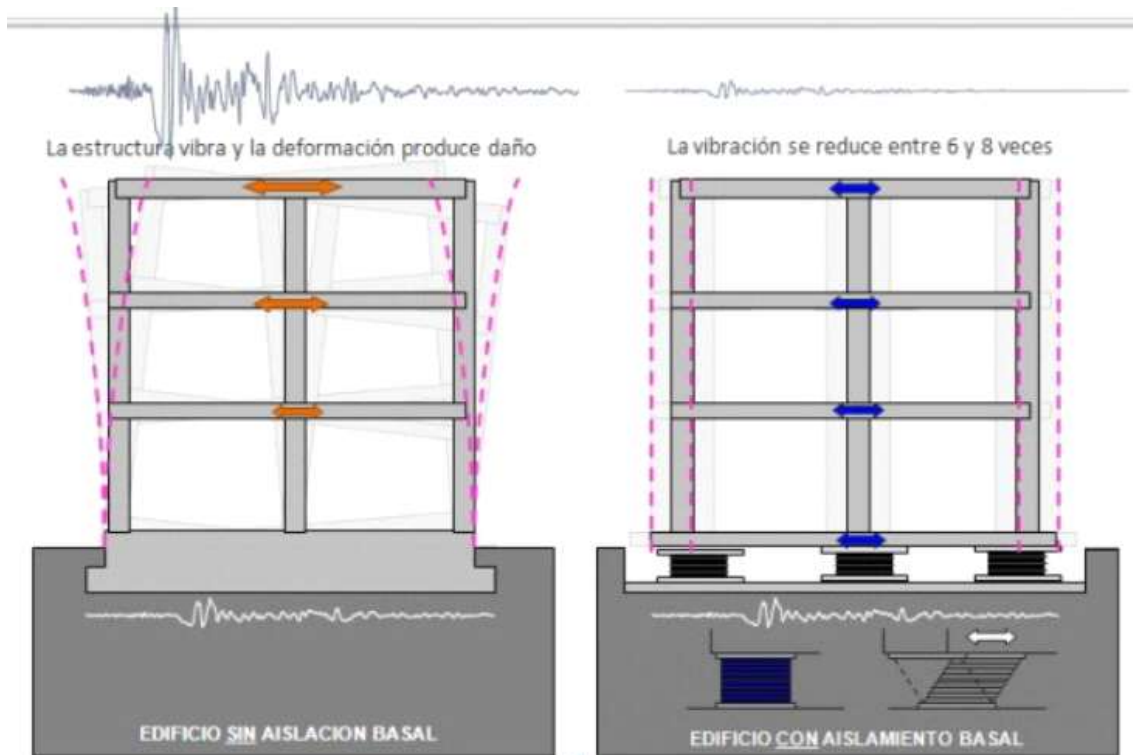 La estructura vibra y la deformación produce daño
La vibración se reduce entre 6 y 8 veces
EDIFICIO SIN AISLACION BASAL
EDIFICIO CON AISLAMIENTO BASAL